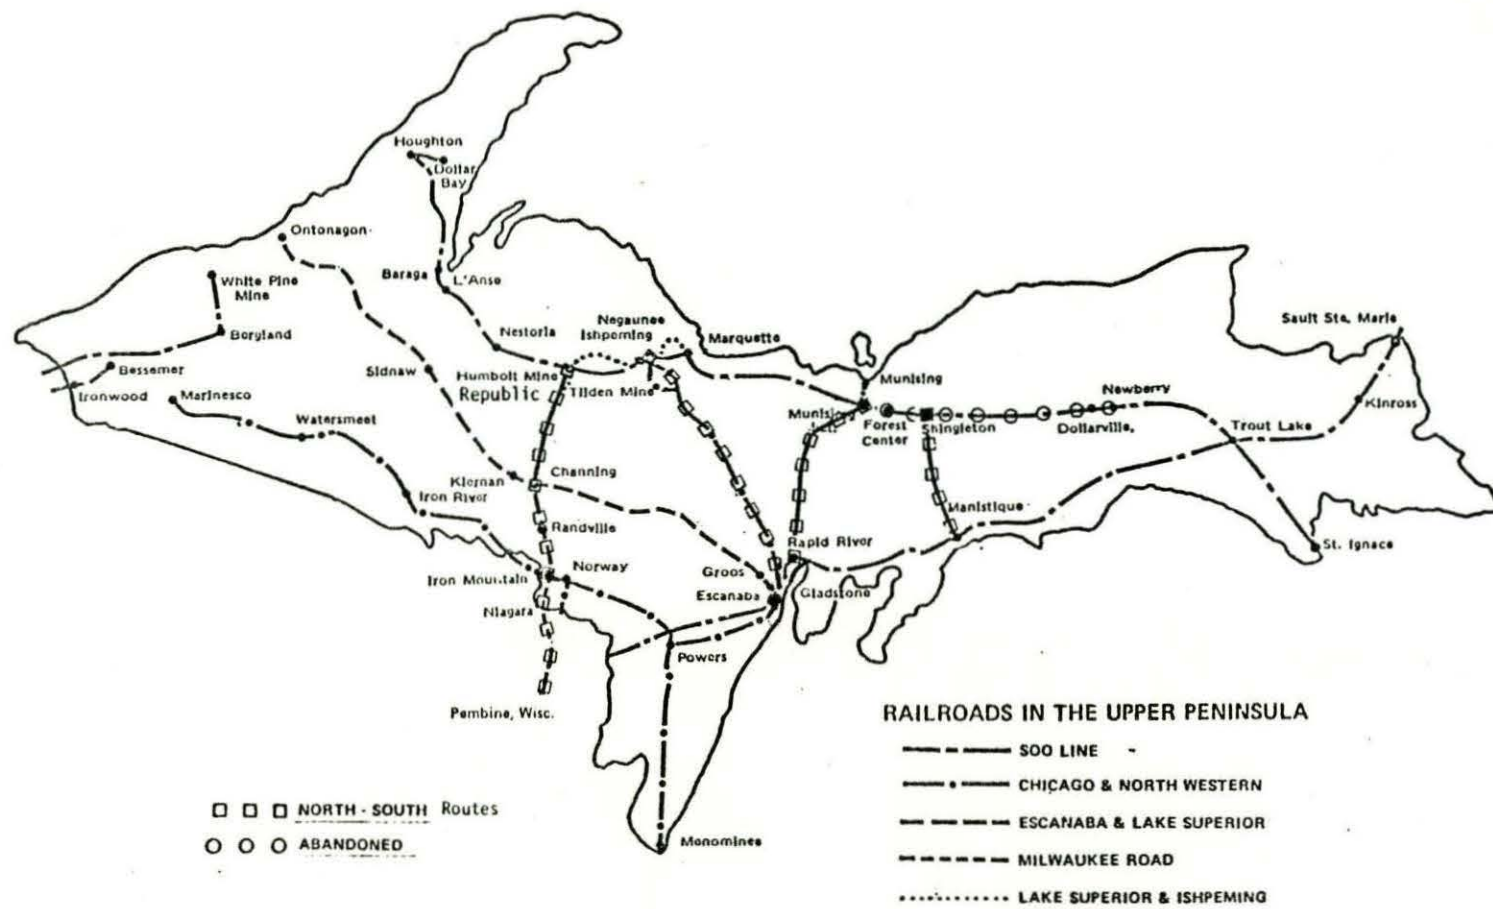 Houghton
Dollar
Bay
Ontonagon
Baraga
L'Anse
White Pine
Mine
Bergland
Nestoria
Negaunee
Ishpeming
Marquette
Sault Ste. Marie
Bessemer
Ironwood
Marinesco
Sidnaw
Humbolt Mine
Republic
Tilden Mine
Munising
Newberry
Kinross
Watersmeet
Munising
Jct
Forest
Center
Shingleton
Dollarville,
Trout Lake
Kiernan
Channing
Iron River
Manistique
Randville
Rapid River
St. Ignace
Iron Mountain
Norway
Groos
Escanaba
Gladstone
Niagara
Powers
Pembine, Wisc.
Menominee
RAILROADS IN THE UPPER PENINSULA
SOO LINE
CHICAGO & NORTH WESTERN
ESCANABA & LAKE SUPERIOR
MILWAUKEE ROAD
LAKE SUPERIOR & ISHPEMING
NORTH - SOUTH Routes
ABANDONED